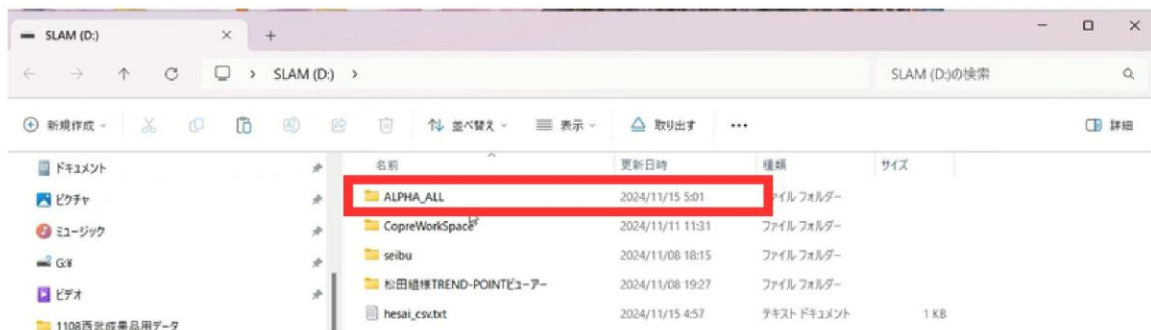 SLAM (D:)
SLAM (D:)
SLAM (D:)の検索
新規作成
並べ替え
表示
取り出す
詳細
ドキュメント
ピクチャ
ミュージック
G:¥
ビデオ
1108西武成果品用データ
名前 更新日時 種類 サイズ
ALPHA_ALL 2024/11/15 5:01 ファイル フォルダー
CopreWorkSpace 2024/11/11 11:31 ファイル フォルダー
seibu 2024/11/08 18:15 ファイル フォルダー
松田組様TREND-POINTビューアー 2024/11/08 19:27 ファイル フォルダー
hesai_csv.txt 2024/11/15 4:57 テキスト ドキュメント 1 KB